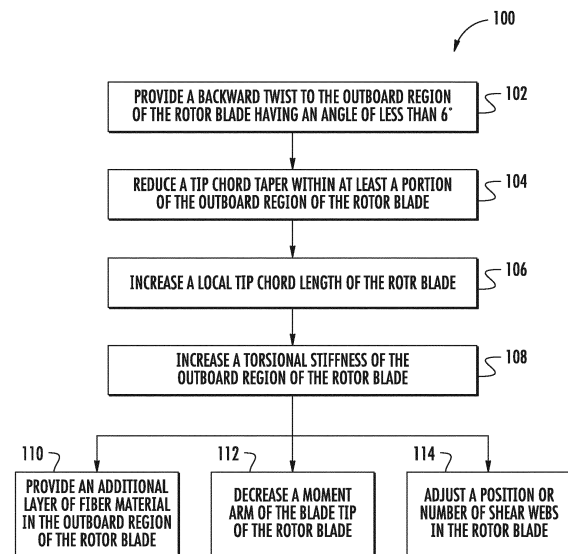 100
PROVIDE A BACKWARD TWIST TO THE OUTBOARD REGION
OF THE ROTOR BLADE HAVING AN ANGLE OF LESS THAN 6°
102
REDUCE A TIP CHORD TAPER WITHIN AT LEAST A PORTION
OF THE OUTBOARD REGION OF THE ROTOR BLADE
104
INCREASE A LOCAL TIP CHORD LENGTH OF THE ROTR BLADE
106
INCREASE A TORSIONAL STIFFNESS OF THE
OUTBOARD REGION OF THE ROTOR BLADE
108
110
PROVIDE AN ADDITIONAL
LAYER OF FIBER MATERIAL
IN THE OUTBOARD REGION
OF THE ROTOR BLADE
112
DECREASE A MOMENT
ARM OF THE BLADE TIP
OF THE ROTOR BLADE
114
ADJUST A POSITION OR
NUMBER OF SHEAR WEBS
IN THE ROTOR BLADE